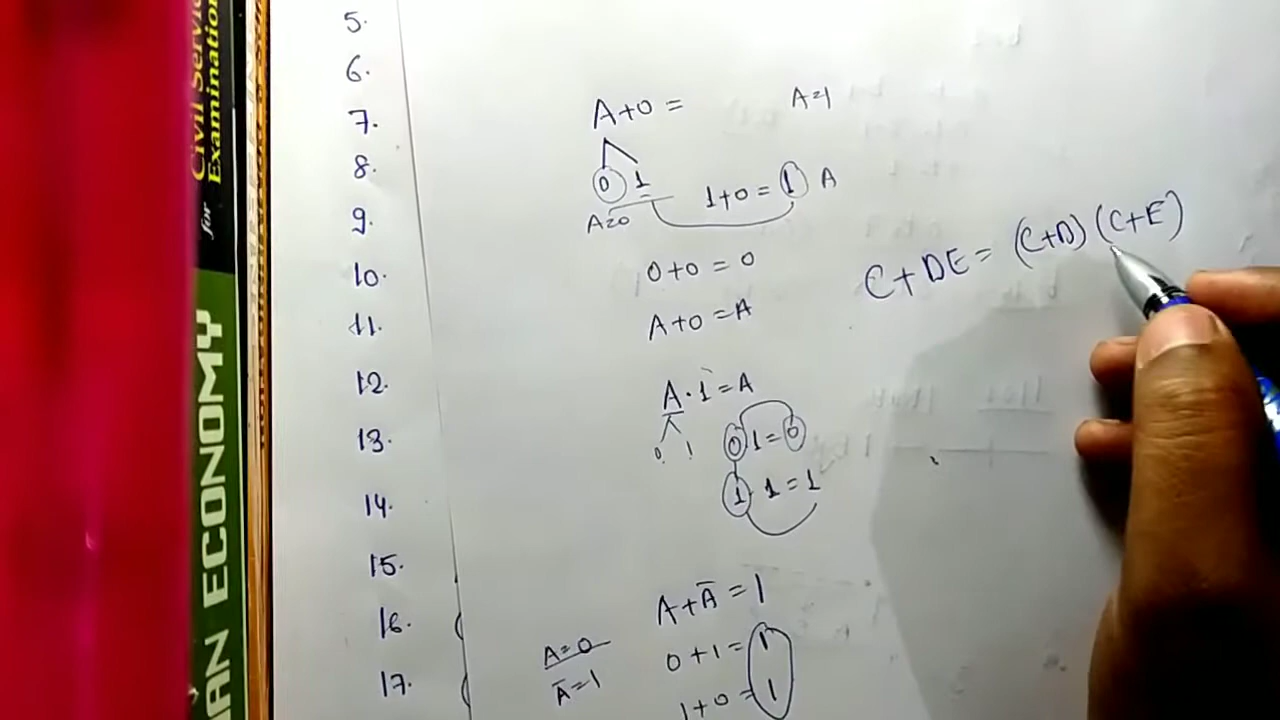 Civil Servic
for
Examination
AN ECONOMY
5.
6.
7.
8.
9.
10.
11.
12.
13.
14.
15.
16.
17.
A+0 =
A=1
0 1
A=0
1+0 = 1 A
0+0 = 0
A+0 = A
C+DE = (C+D)(C+E)
A·1 = A
0 1
0 1 = 0
1 · 1 = 1
A+Ā = 1
A=0
Ā=1
0+1 = 1
1+0 = 1